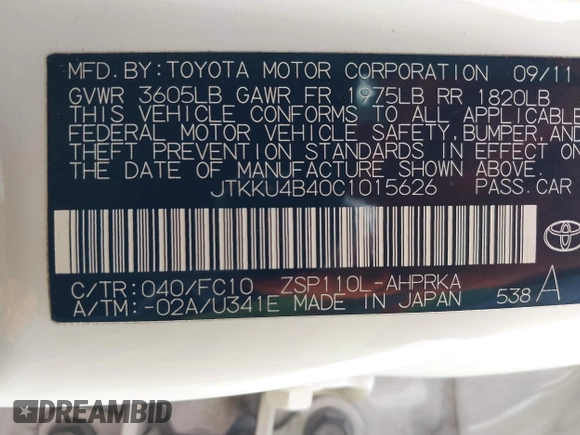 MFD. BY: TOYOTA MOTOR CORPORATION 09/11
GVWR 3605LB GAWR FR 1975LB RR 1820LB
THIS VEHICLE CONFORMS TO ALL APPLICABLE
FEDERAL MOTOR VEHICLE SAFETY, BUMPER, AND
THEFT PREVENTION STANDARDS IN EFFECT ON
THE DATE OF MANUFACTURE SHOWN ABOVE.
JTKKU4B40C1015626 PASS. CAR
C/TR: 040/FC10 ZSP110L-AHPRKA
A/TM: -02A/U341E MADE IN JAPAN 538 A
DREAMBID